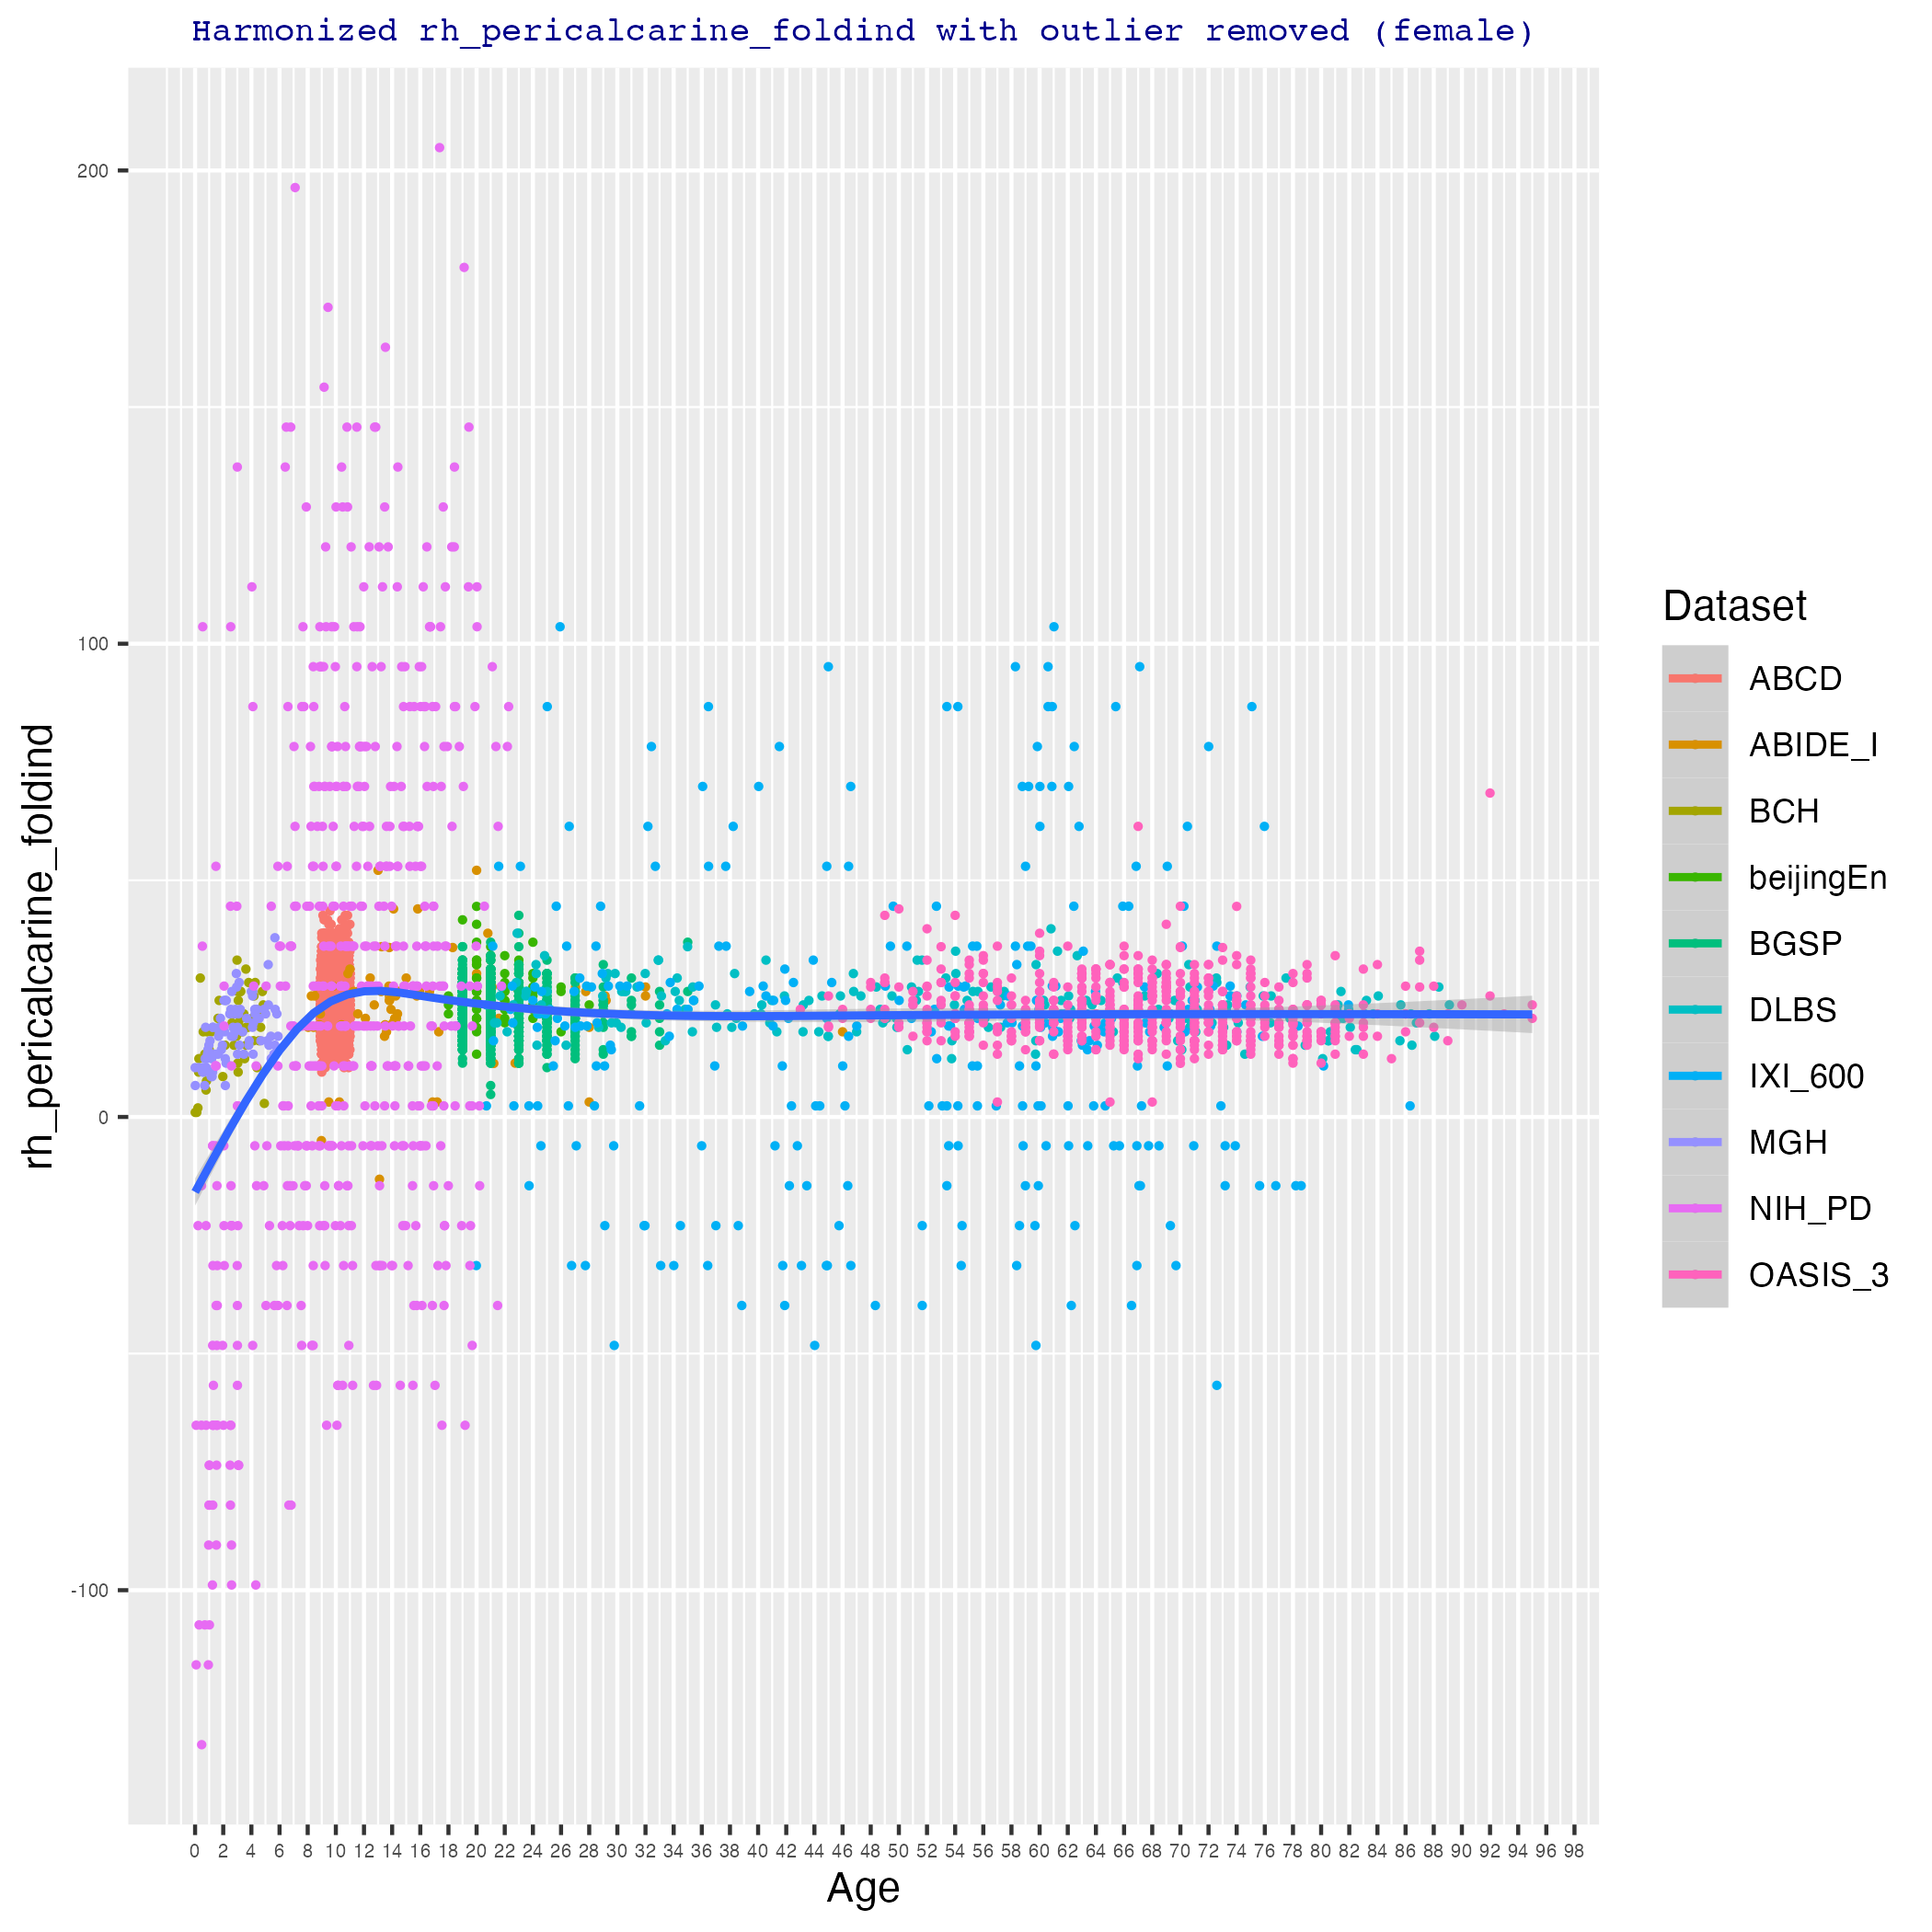 Harmonized rh_pericalcarine_foldind with outlier removed (female)
200
100
0
-100
rh_pericalcarine_foldind
0 2 4 6 8 10 12 14 16 18 20 22 24 26 28 30 32 34 36 38 40 42 44 46 48 50 52 54 56 58 60 62 64 66 68 70 72 74 76 78 80 82 84 86 88 90 92 94 96 98
Age
Dataset
ABCD
ABIDE_I
BCH
beijingEn
BGSP
DLBS
IXI_600
MGH
NIH_PD
OASIS_3